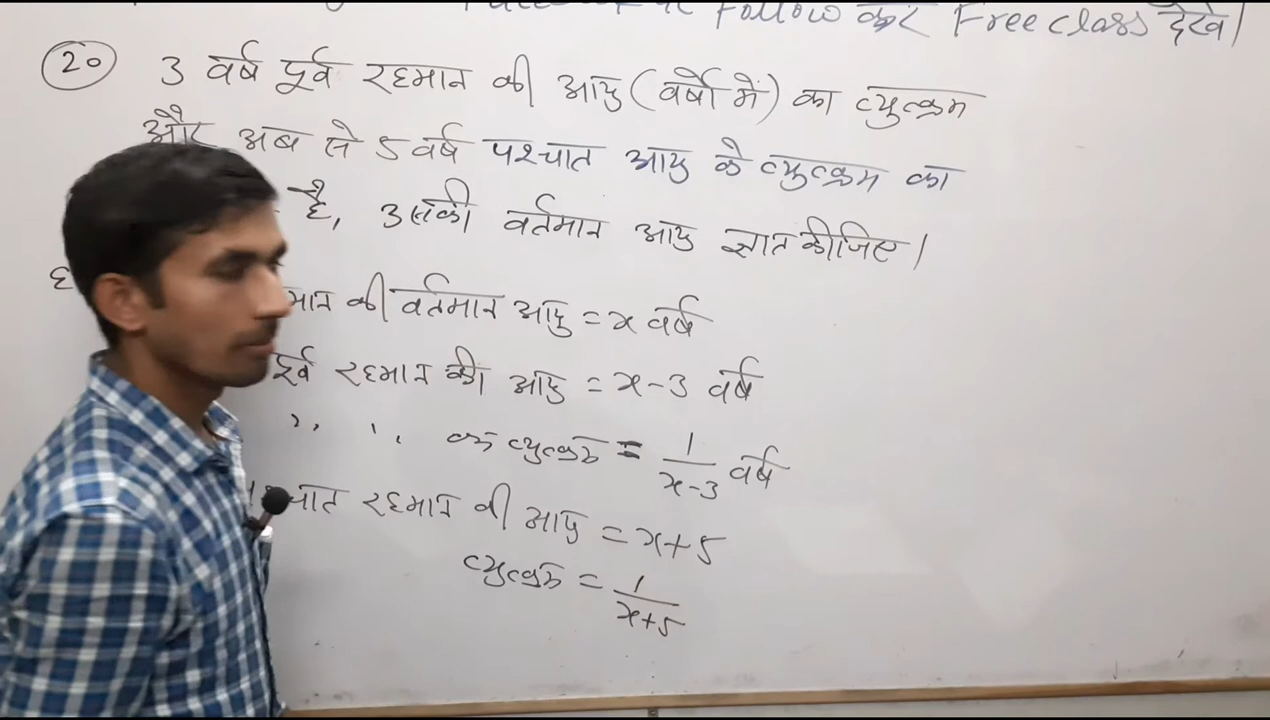 Follow करें Free class देखें।
20 3 वर्ष पूर्व रहमान की आयु (वर्षो में) का व्युत्क्रम
और अब से 5 वर्ष पश्चात आयु के व्युत्क्रम का
है, उसकी वर्तमान आयु ज्ञात कीजिए।
मान की वर्तमान आयु = x वर्ष
पूर्व रहमान की आयु = x-3 वर्ष
,, ,, का व्युत्क्रम = 1/(x-3) वर्ष
श्चात रहमान की आयु = x+5
व्युत्क्रम = 1/(x+5)